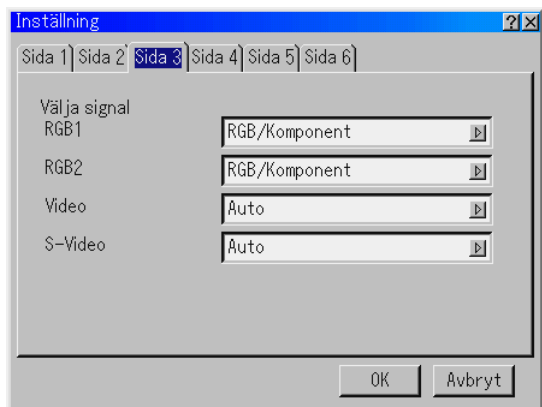 Inställning
Sida 1 Sida 2 Sida 3 Sida 4 Sida 5 Sida 6
Välja signal
RGB1 RGB/Komponent
RGB2 RGB/Komponent
Video Auto
S-Video Auto
OK Avbryt